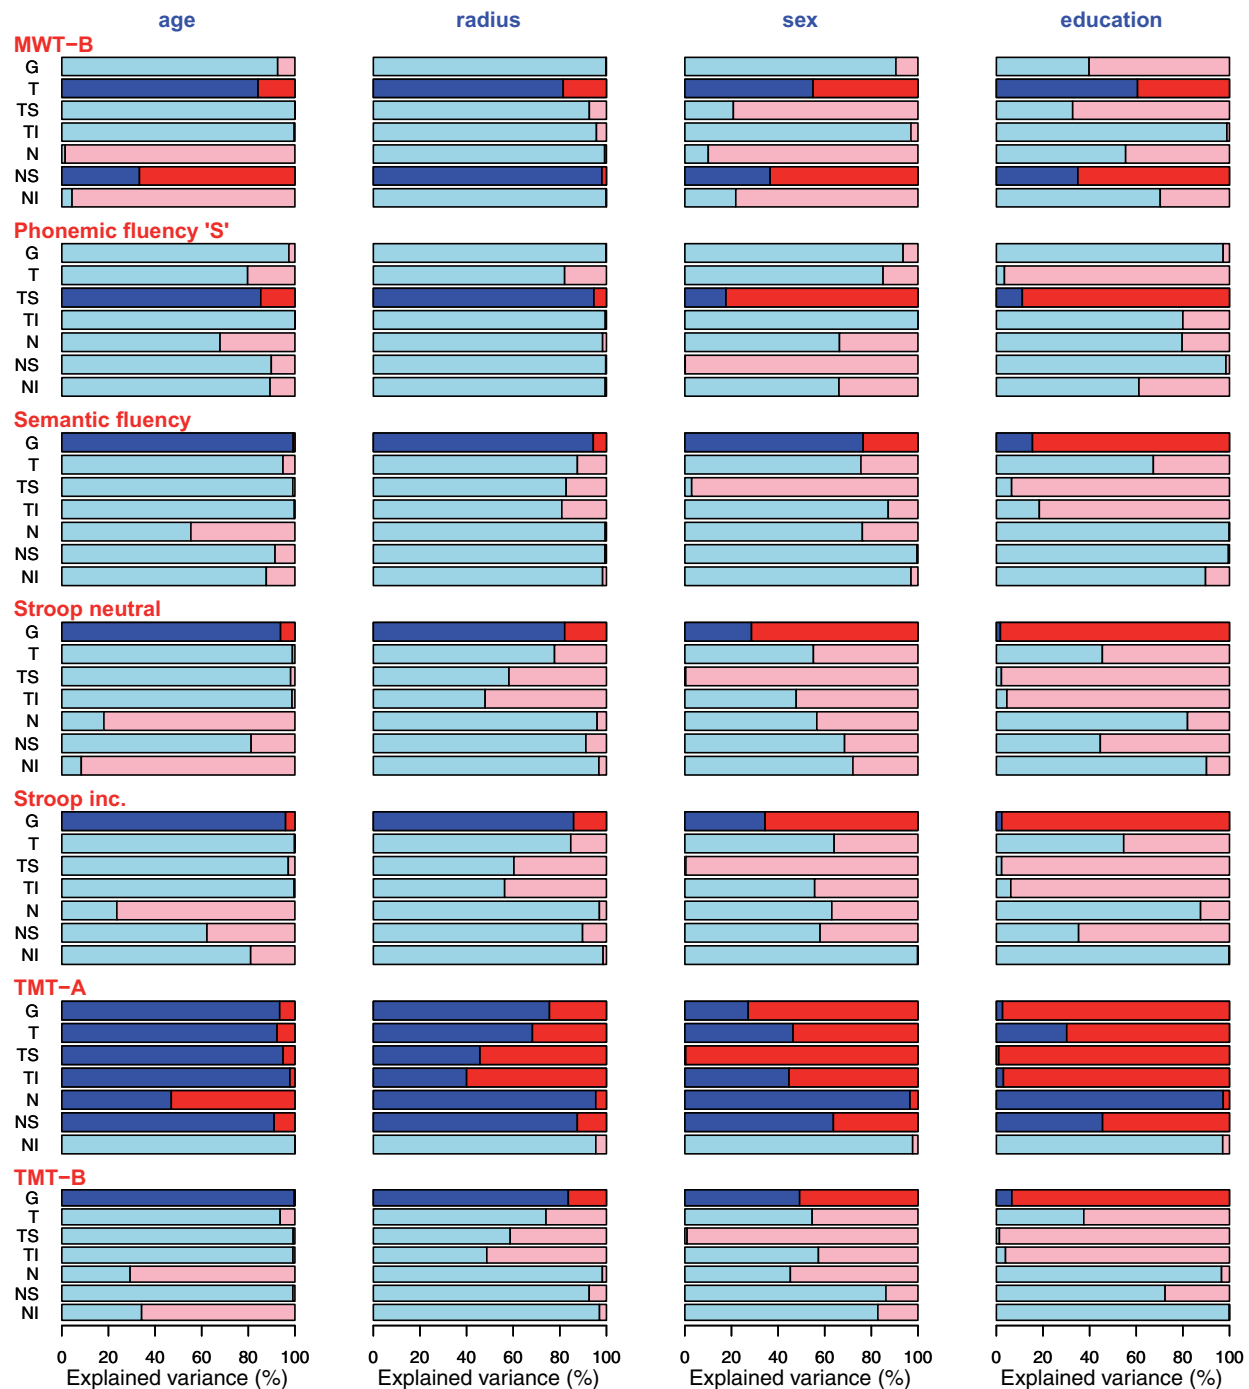 age radius sex education
MWT−B
G
T
TS
TI
N
NS
NI
Phonemic fluency 'S'
G
T
TS
TI
N
NS
NI
Semantic fluency
G
T
TS
TI
N
NS
NI
Stroop neutral
G
T
TS
TI
N
NS
NI
Stroop inc.
G
T
TS
TI
N
NS
NI
TMT−A
G
T
TS
TI
N
NS
NI
TMT−B
G
T
TS
TI
N
NS
NI
0 20 40 60 80 100 0 20 40 60 80 100 0 20 40 60 80 100 0 20 40 60 80 100
Explained variance (%) Explained variance (%) Explained variance (%) Explained variance (%)